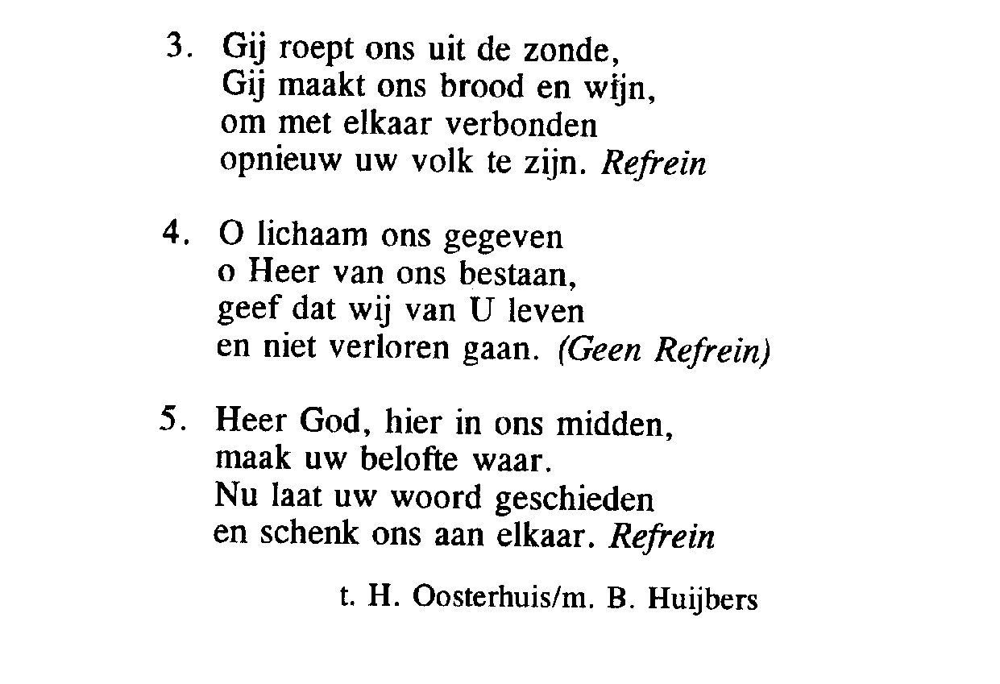 3. Gij roept ons uit de zonde,
Gij maakt ons brood en wijn,
om met elkaar verbonden
opnieuw uw volk te zijn. Refrein
4. O lichaam ons gegeven
o Heer van ons bestaan,
geef dat wij van U leven
en niet verloren gaan. (Geen Refrein)
5. Heer God, hier in ons midden,
maak uw belofte waar.
Nu laat uw woord geschieden
en schenk ons aan elkaar. Refrein
t. H. Oosterhuis/m. B. Huijbers